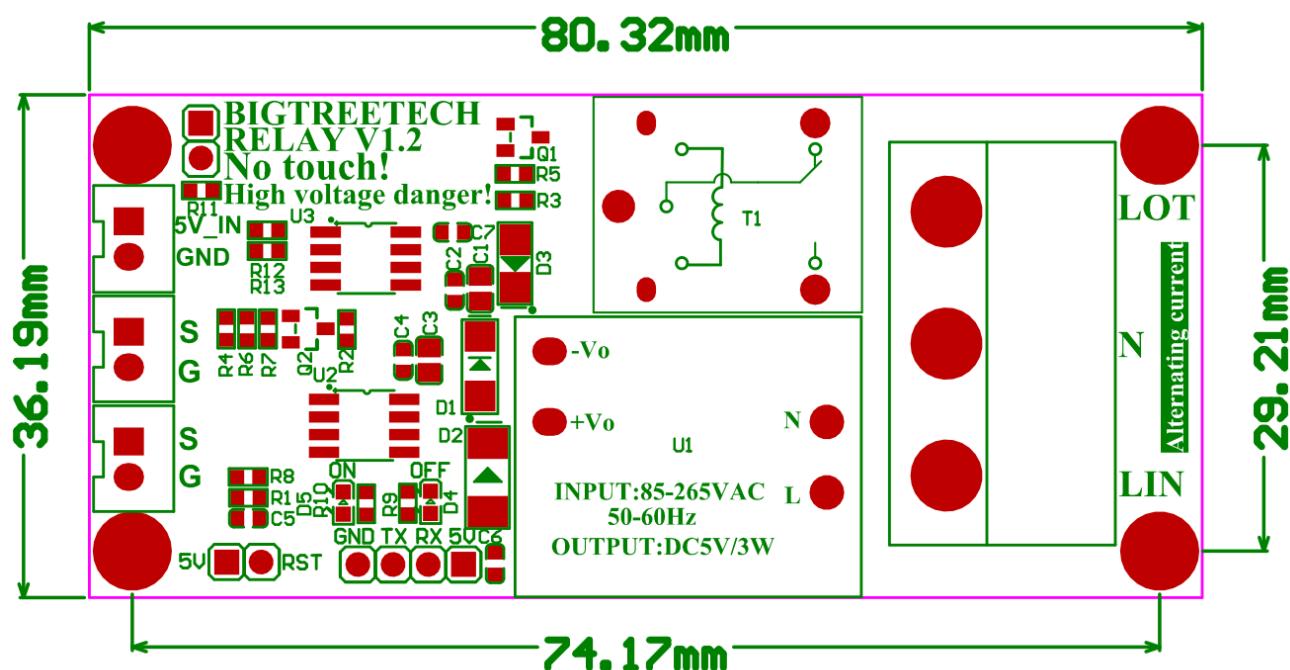 80.32mm
BIGTREETECH
RELAY V1.2
No touch!
High voltage danger!
R11
Q1
R5
R3
T1
LOT
5V_IN
GND
U3
R12
R13
C7
C1
C2
D3
36.19mm
29.21mm
Alternating current
S
G
R4
R6
R7
Q2
R2
U2
C4
C3
D1
D2
-Vo
+Vo
U1
N
L
N
LIN
INPUT:85-265VAC
50-60Hz
OUTPUT:DC5V/3W
S
G
R8
R1
C5
ON
OFF
D5
R10
R9
D4
GND TX RX 5V
C6
5V
RST
74.17mm